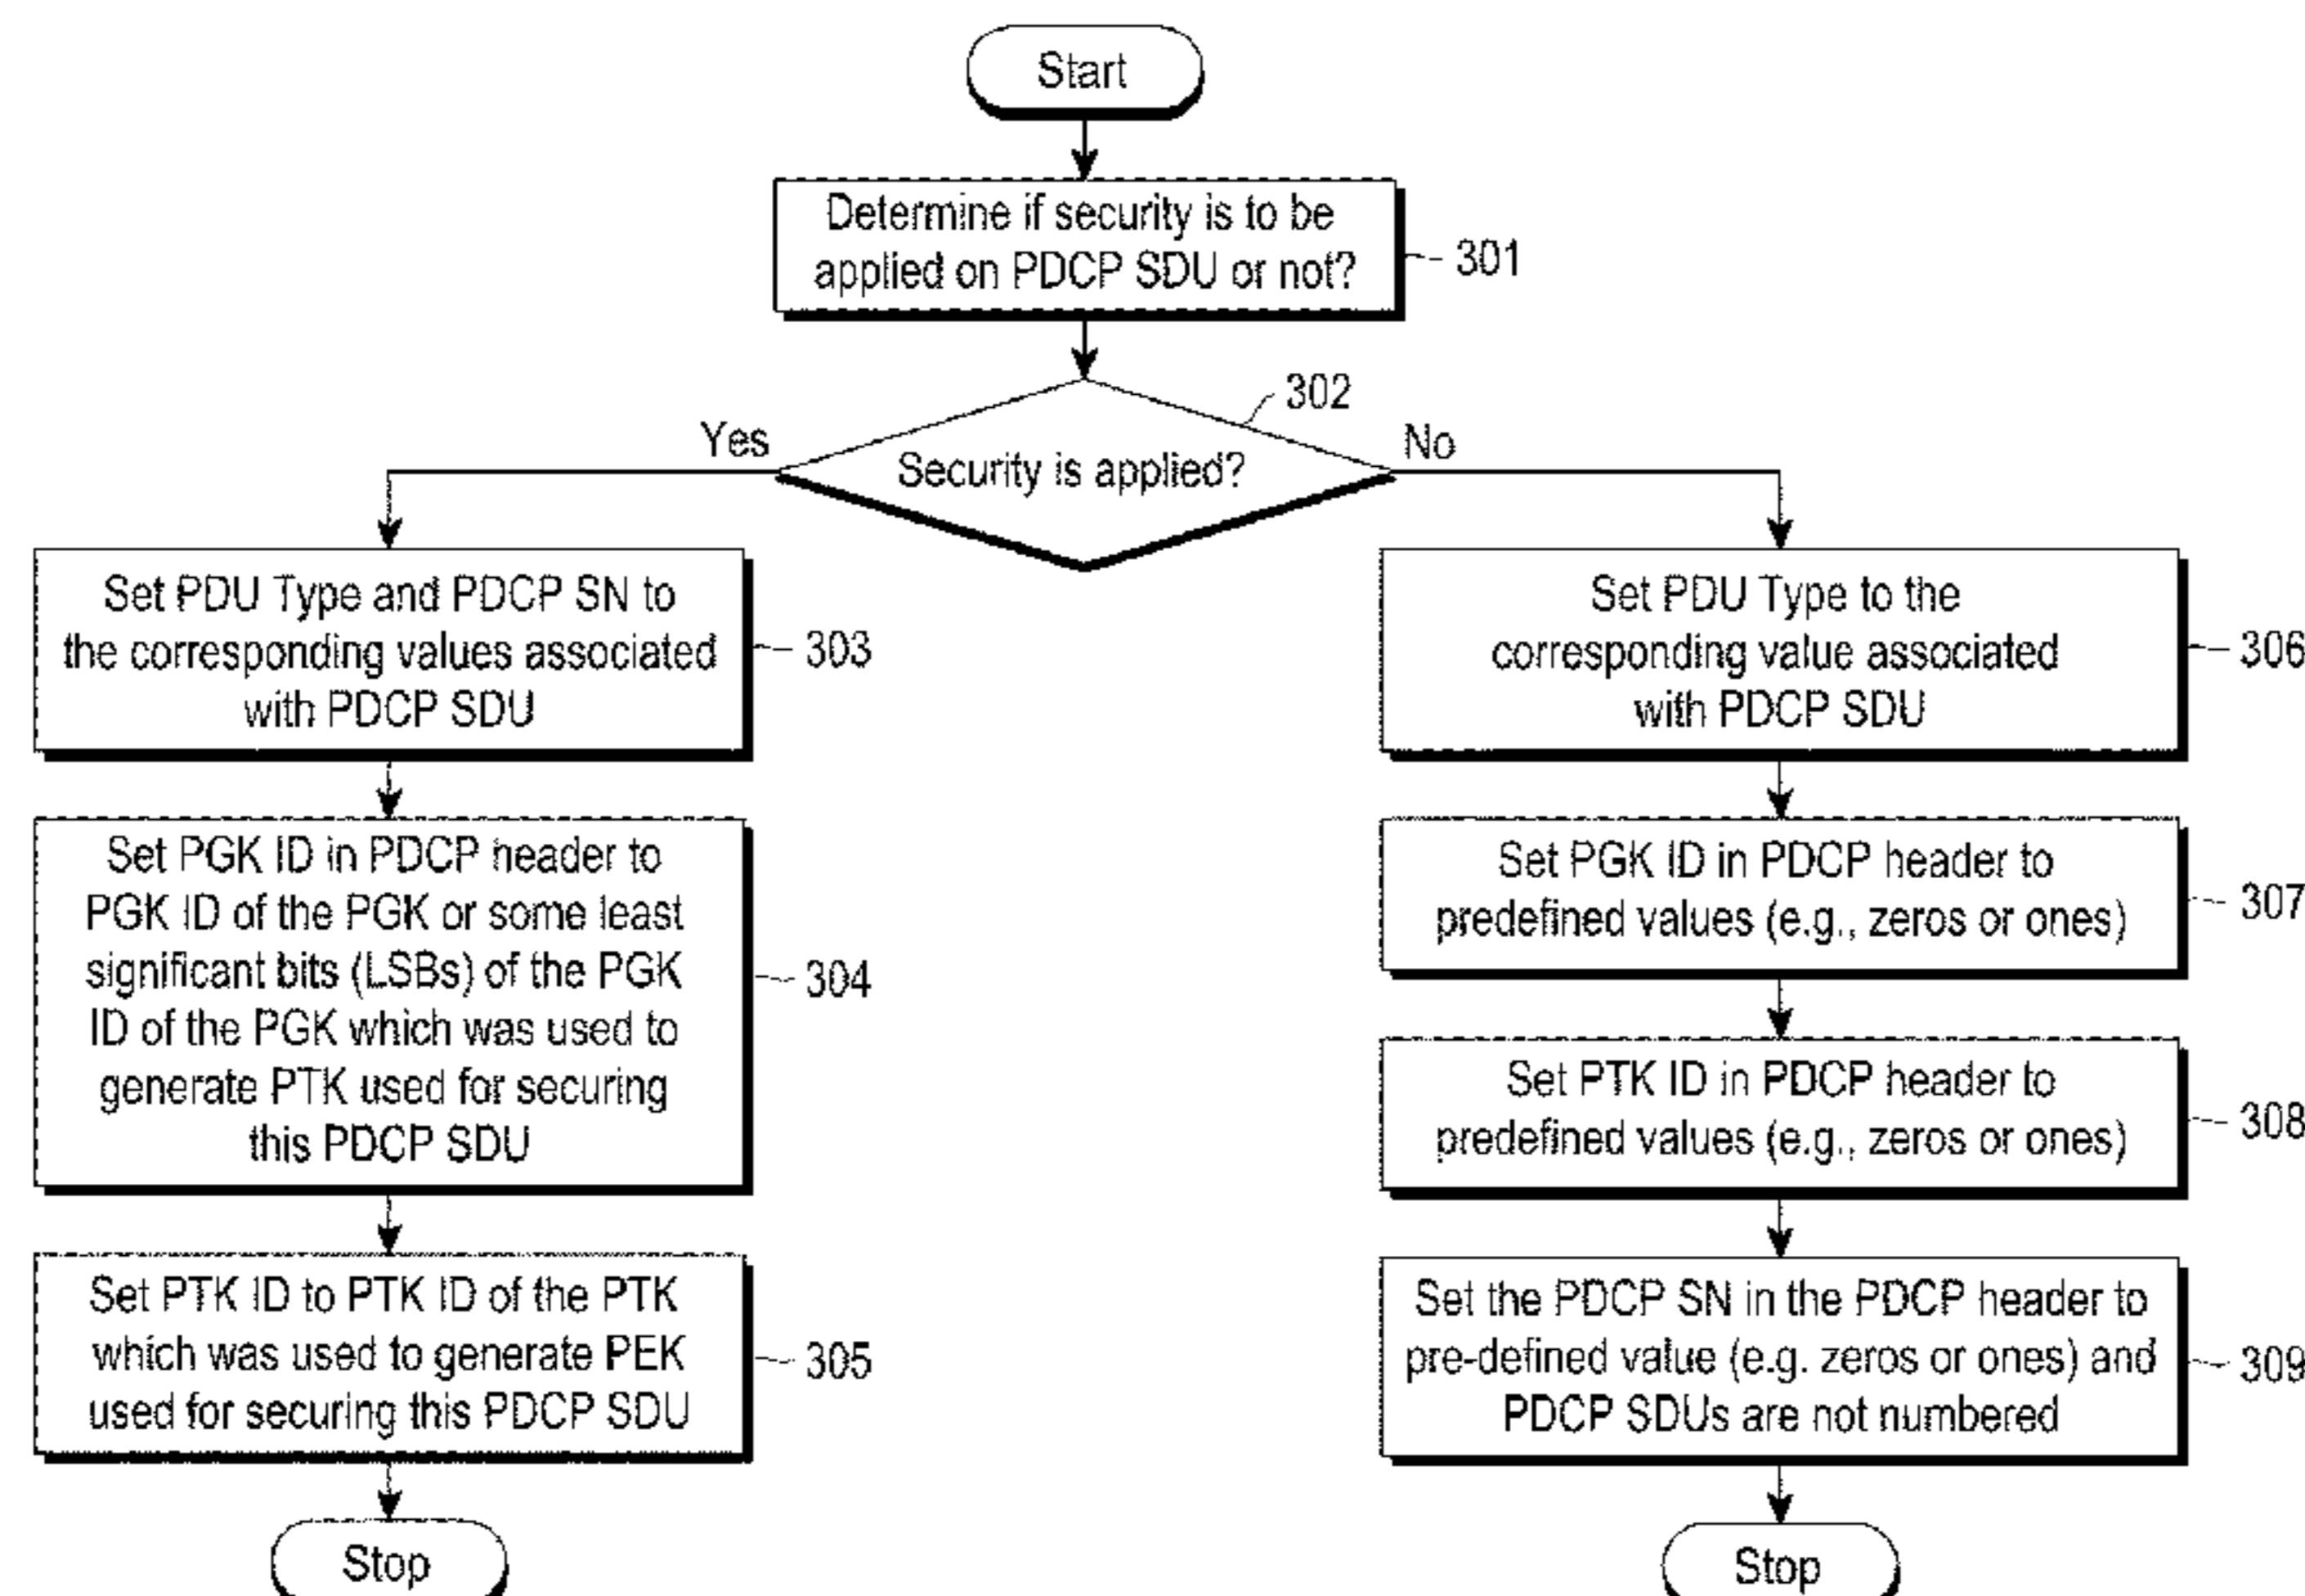 Start
Determine if security is to be
applied on PDCP SDU or not?
301
302
Yes
Security is applied?
No
Set PDU Type and PDCP SN to
the corresponding values associated
with PDCP SDU
303
Set PGK ID in PDCP header to
PGK ID of the PGK or some least
significant bits (LSBs) of the PGK
ID of the PGK which was used to
generate PTK used for securing
this PDCP SDU
304
Set PTK ID to PTK ID of the PTK
which was used to generate PEK
used for securing this PDCP SDU
305
Stop
Set PDU Type to the
corresponding value associated
with PDCP SDU
306
Set PGK ID in PDCP header to
predefined values (e.g., zeros or ones)
307
Set PTK ID in PDCP header to
predefined values (e.g., zeros or ones)
308
Set the PDCP SN in the PDCP header to
pre-defined value (e.g. zeros or ones) and
PDCP SDUs are not numbered
309
Stop